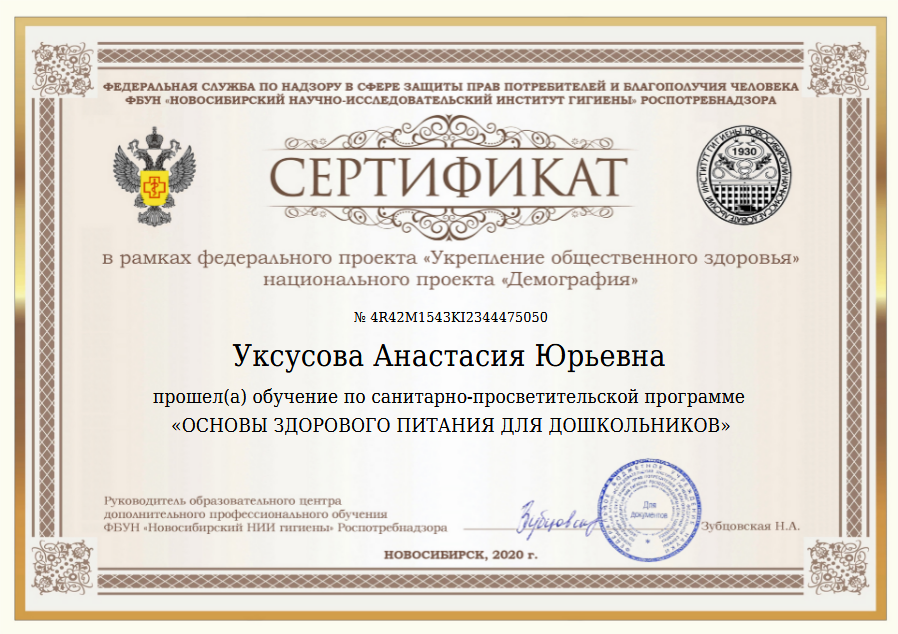 ФЕДЕРАЛЬНАЯ СЛУЖБА ПО НАДЗОРУ В СФЕРЕ ЗАЩИТЫ ПРАВ ПОТРЕБИТЕЛЕЙ И БЛАГОПОЛУЧИЯ ЧЕЛОВЕКА
ФБУН «НОВОСИБИРСКИЙ НАУЧНО-ИССЛЕДОВАТЕЛЬСКИЙ ИНСТИТУТ ГИГИЕНЫ» РОСПОТРЕБНАДЗОРА
1930
СЕРТИФИКАТ
в рамках федерального проекта «Укрепление общественного здоровья»
национального проекта «Демография»
№ 4R42M1543KI2344475050
Уксусова Анастасия Юрьевна
прошел(а) обучение по санитарно-просветительской программе
«ОСНОВЫ ЗДОРОВОГО ПИТАНИЯ ДЛЯ ДОШКОЛЬНИКОВ»
Руководитель образовательного центра
дополнительного профессионального обучения
ФБУН «Новосибирский НИИ гигиены» Роспотребнадзора
Для
документов
Зубцовская Н.А.
НОВОСИБИРСК, 2020 г.